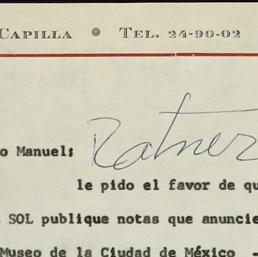 CAPILLA • TEL. 24-90-02
Ratner
o Manuel:
le pido el favor de qu
SOL publique notas que anuncie
Museo de la Ciudad de México -